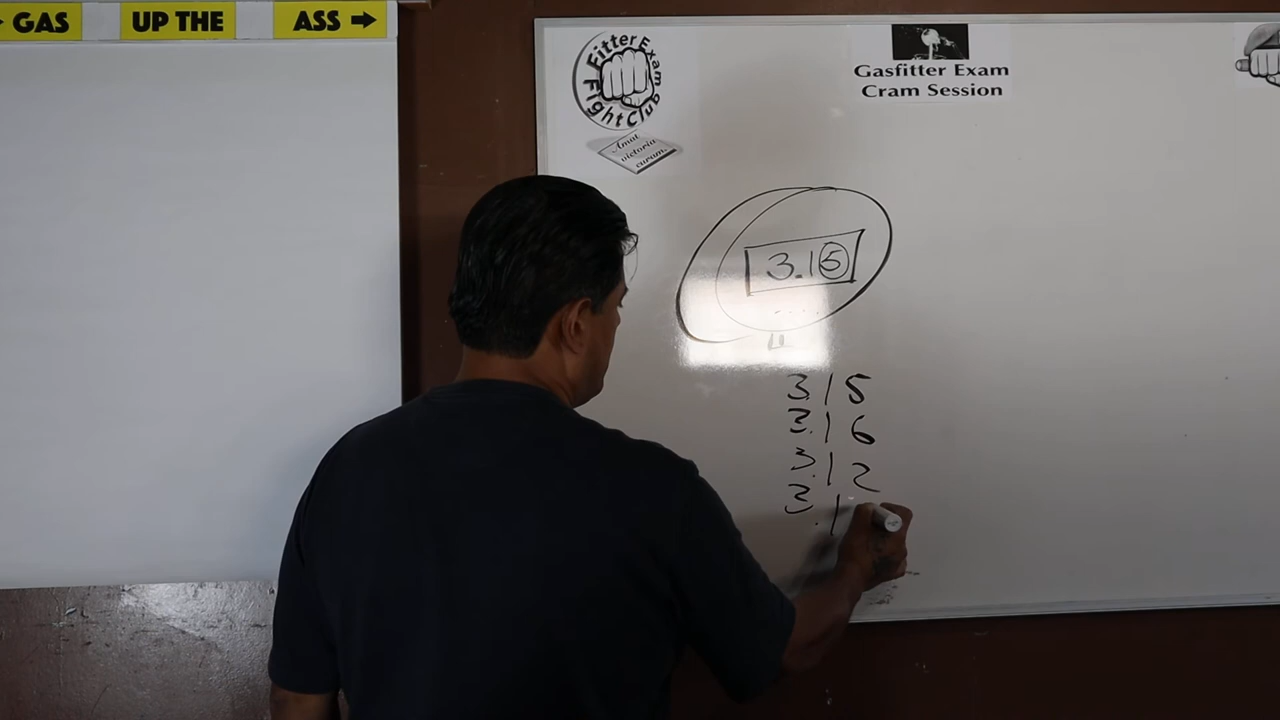 GAS UP THE ASS →
Fitter Exam
Fight Club
Amat
victoria
curam.
Gasfitter Exam
Cram Session
3.15
3.15
3.16
3.12
3.1